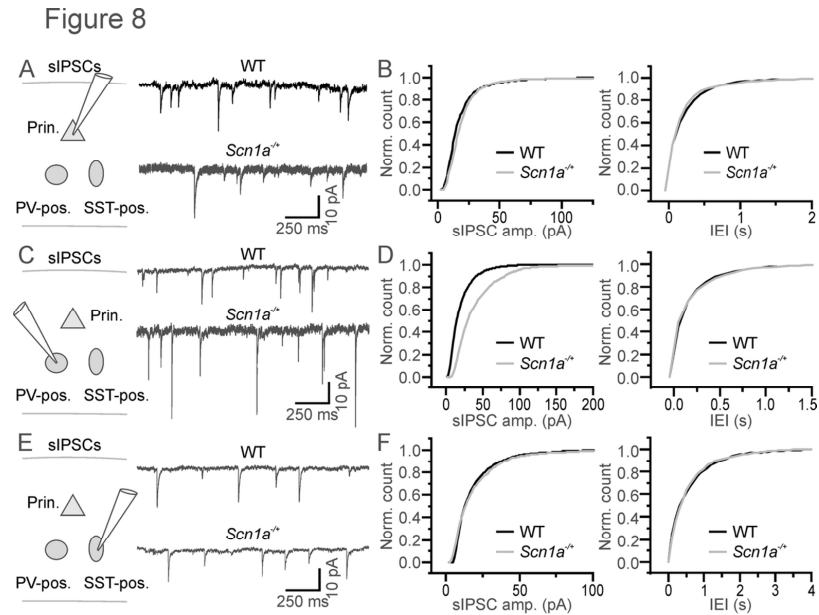 Figure 8
A
sIPSCs
WT
Prin.
Scn1a-/+
PV-pos. SST-pos.
250 ms
10 pA
B
Norm. count
1.0
0.8
0.6
0.4
0.2
0.0
WT
Scn1a-/+
0 50 100
sIPSC amp. (pA)
Norm. count
1.0
0.8
0.6
0.4
0.2
0.0
WT
Scn1a-/+
0 1 2
IEI (s)
C
sIPSCs
WT
Prin.
Scn1a-/+
PV-pos. SST-pos.
250 ms
10 pA
D
Norm. count
1.0
0.8
0.6
0.4
0.2
0.0
WT
Scn1a-/+
0 50 100 150 200
sIPSC amp. (pA)
Norm. count
1.0
0.8
0.6
0.4
0.2
0.0
WT
Scn1a-/+
0.0 0.5 1.0 1.5
IEI (s)
E
sIPSCs
WT
Prin.
Scn1a-/+
PV-pos. SST-pos.
250 ms
10 pA
F
Norm. count
1.0
0.8
0.6
0.4
0.2
0.0
WT
Scn1a-/+
0 50 100
sIPSC amp. (pA)
Norm. count
1.0
0.8
0.6
0.4
0.2
0.0
WT
Scn1a-/+
0 1 2 3 4
IEI (s)